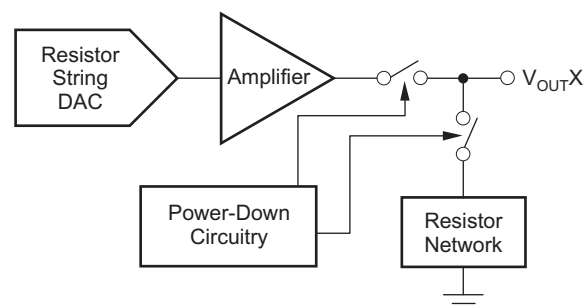 Resistor
String
DAC
Amplifier
V_OUTX
Power-Down
Circuitry
Resistor
Network